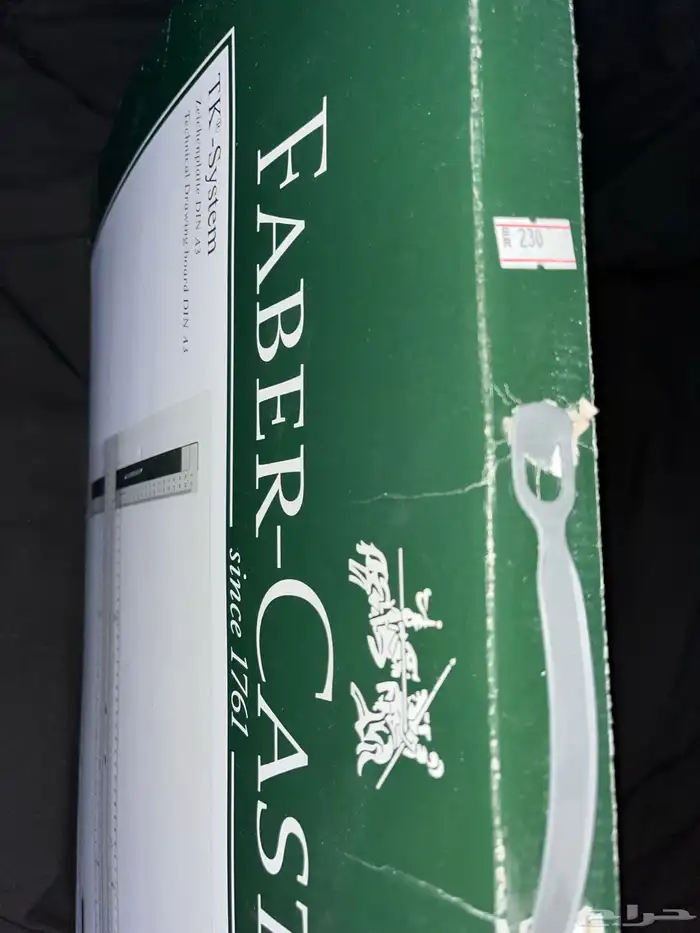 FABER-CAST
since 1761
TK®-System
Zeichenplatte DIN A3
Technical Drawing board DIN A3
230
حراج